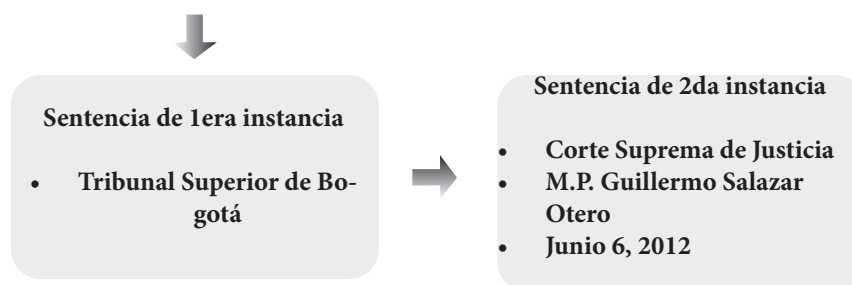 Sentencia de 1era instancia
• Tribunal Superior de Bo-
gotá
Sentencia de 2da instancia
• Corte Suprema de Justicia
• M.P. Guillermo Salazar
Otero
• Junio 6, 2012